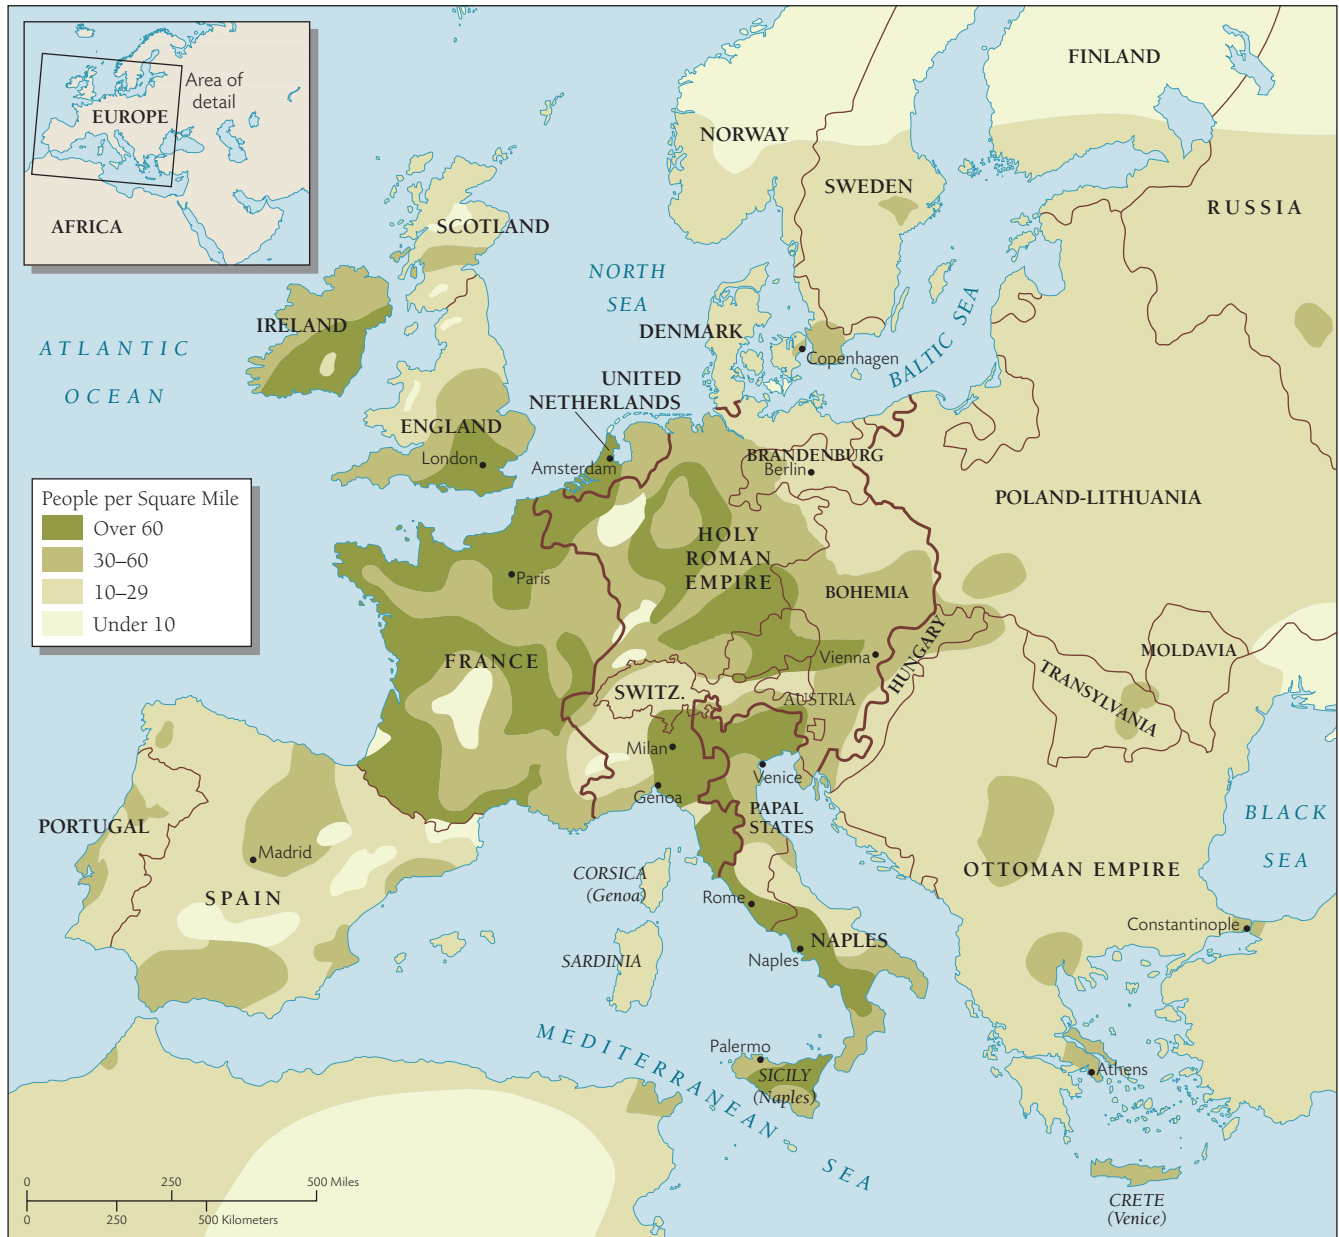 Area of
detail
EUROPE
AFRICA
FINLAND
NORWAY
SWEDEN
RUSSIA
SCOTLAND
NORTH
SEA
IRELAND
DENMARK
ATLANTIC
OCEAN
Copenhagen
BALTIC SEA
UNITED
NETHERLANDS
ENGLAND
London
Amsterdam
BRANDENBURG
Berlin
POLAND-LITHUANIA
People per Square Mile
Over 60
30–60
10–29
Under 10
HOLY
ROMAN
EMPIRE
Paris
BOHEMIA
FRANCE
Vienna
HUNGARY
MOLDAVIA
TRANSYLVANIA
SWITZ.
AUSTRIA
Milan
Venice
Genoa
PAPAL
STATES
PORTUGAL
Madrid
SPAIN
BLACK
SEA
CORSICA
(Genoa)
OTTOMAN EMPIRE
Rome
Constantinople
NAPLES
Naples
SARDINIA
MEDITERRANEAN SEA
Palermo
SICILY
(Naples)
Athens
CRETE
(Venice)
0 250 500 Miles
0 250 500 Kilometers